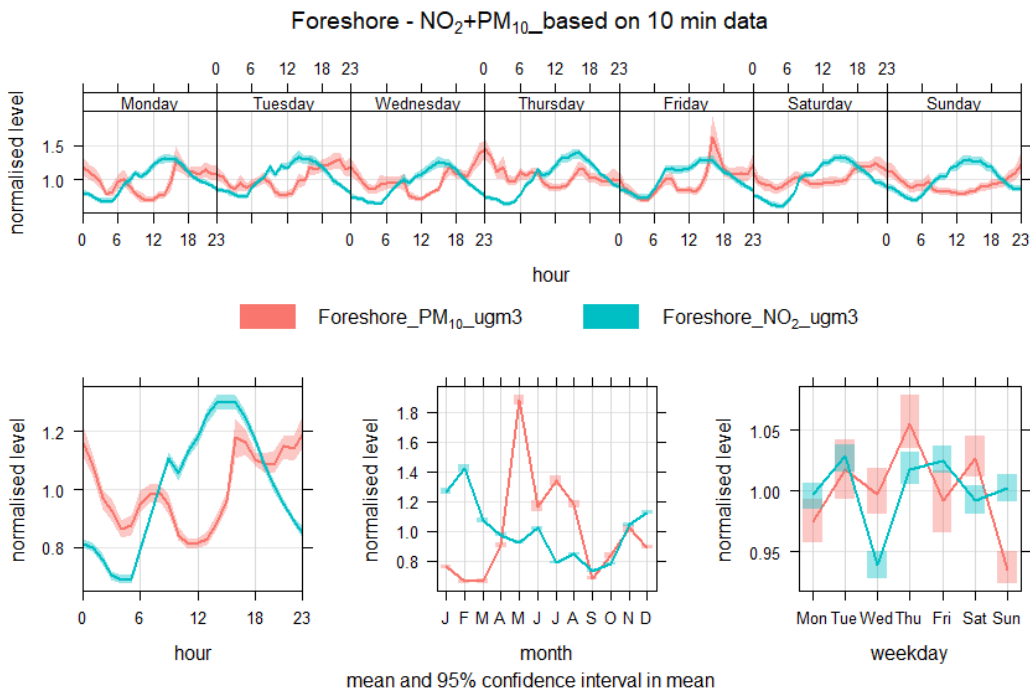 Foreshore - NO₂+PM₁₀_based on 10 min data
0 6 12 18 23 0 6 12 18 23 0 6 12 18 23
Monday Tuesday Wednesday Thursday Friday Saturday Sunday
normalised level
1.5
1.0
0 6 12 18 23 0 6 12 18 23 0 6 12 18 23 0 6 12 18 23
hour
Foreshore_PM₁₀_ugm3 Foreshore_NO₂_ugm3
normalised level
1.2
1.0
0.8
0 6 12 18 23
hour
normalised level
1.8
1.6
1.4
1.2
1.0
0.8
J F M A M J J A S O N D
month
normalised level
1.05
1.00
0.95
Mon Tue Wed Thu Fri Sat Sun
weekday
mean and 95% confidence interval in mean